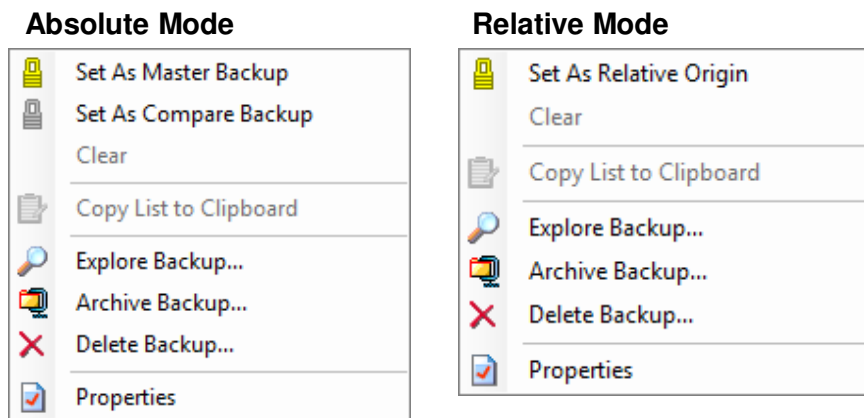 Absolute Mode
Set As Master Backup
Set As Compare Backup
Clear
Copy List to Clipboard
Explore Backup...
Archive Backup...
Delete Backup...
Properties
Relative Mode
Set As Relative Origin
Clear
Copy List to Clipboard
Explore Backup...
Archive Backup...
Delete Backup...
Properties